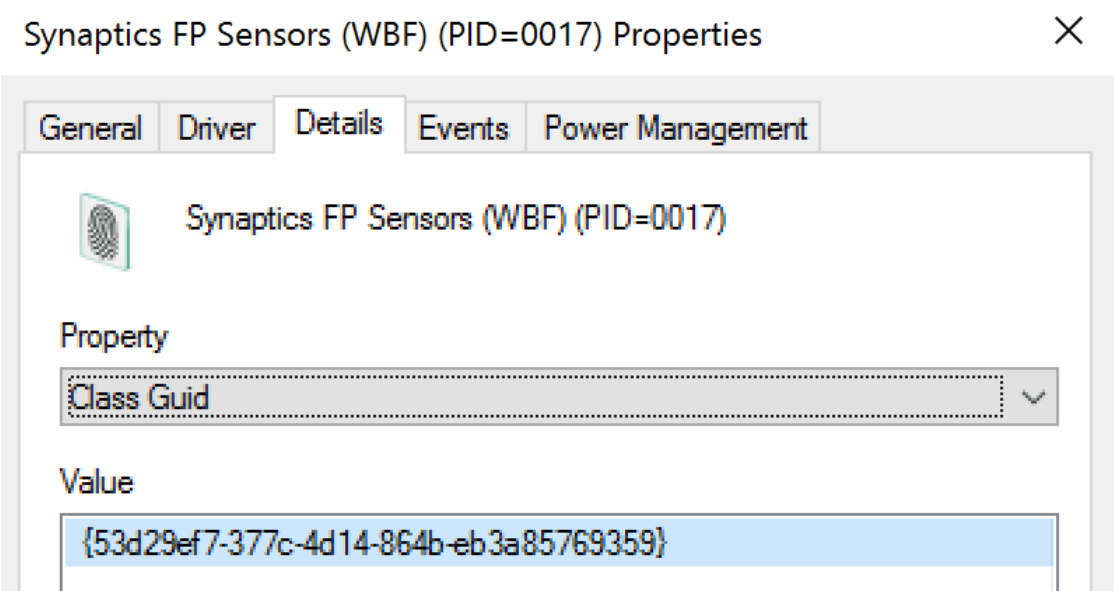 Synaptics FP Sensors (WBF) (PID=0017) Properties
General Driver Details Events Power Management
Synaptics FP Sensors (WBF) (PID=0017)
Property
Class Guid
Value
{53d29ef7-377c-4d14-864b-eb3a85769359}